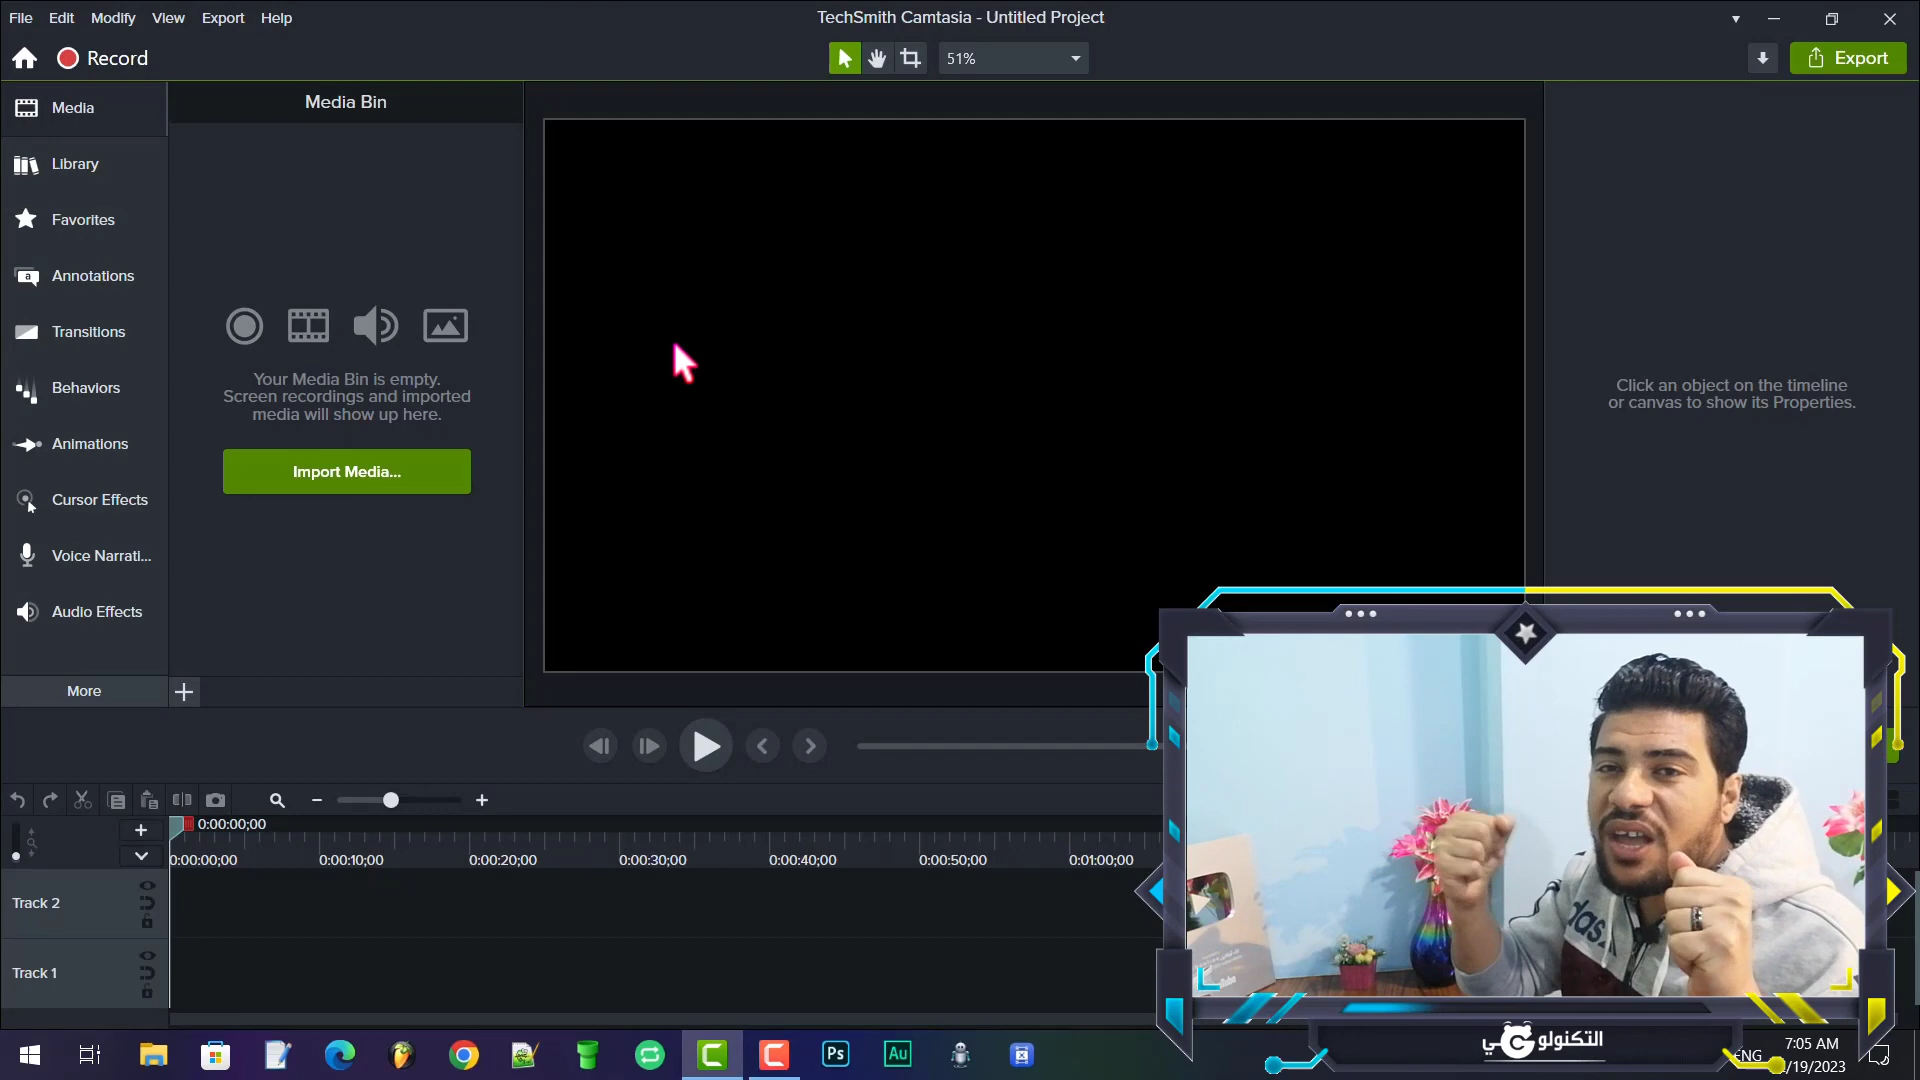 File Edit Modify View Export Help
TechSmith Camtasia - Untitled Project
Record
51%
Export
Media
Media Bin
Library
Favorites
Annotations
Transitions
Behaviors
Animations
Cursor Effects
Voice Narrati...
Audio Effects
More
Your Media Bin is empty.
Screen recordings and imported
media will show up here.
Import Media...
Click an object on the timeline
or canvas to show its Properties.
0:00:00;00
0:00:00;00 0:00:10;00 0:00:20;00 0:00:30;00 0:00:40;00 0:00:50;00 0:01:00;00
Track 2
Track 1
Ps
Au
التكنولوجي
ENG
7:05 AM
/19/2023